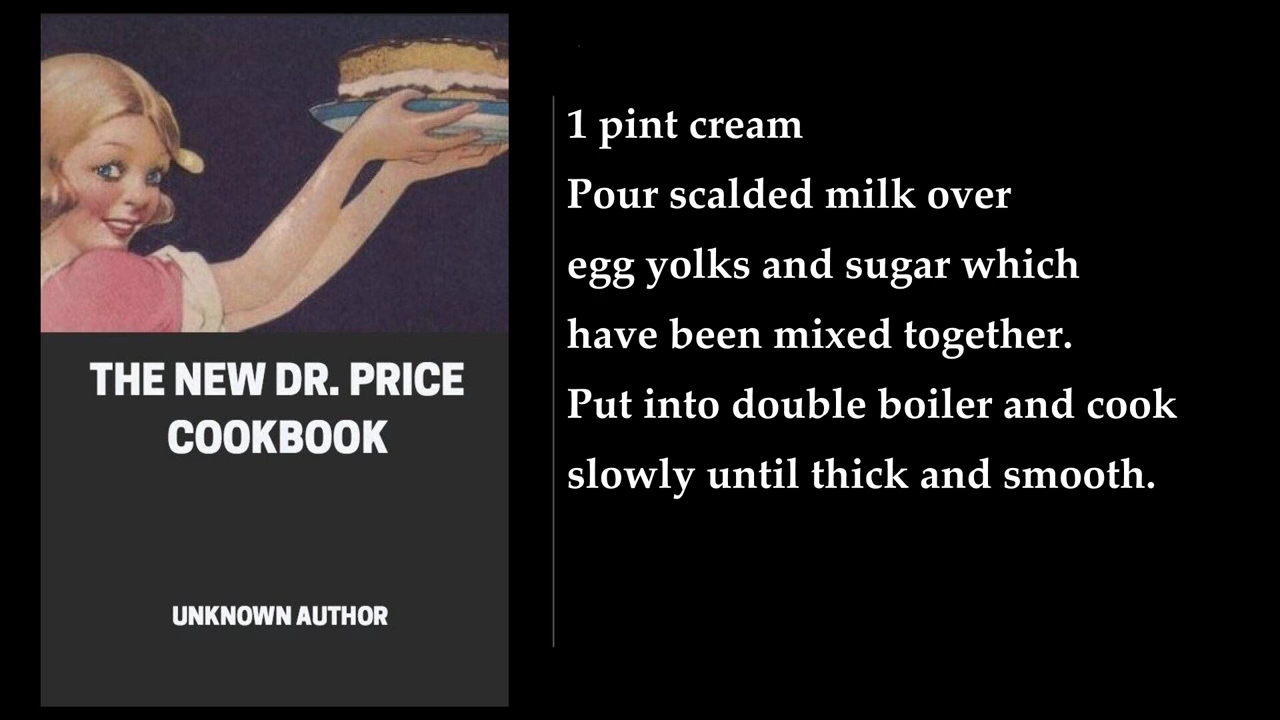 THE NEW DR. PRICE
COOKBOOK
UNKNOWN AUTHOR
1 pint cream
Pour scalded milk over
egg yolks and sugar which
have been mixed together.
Put into double boiler and cook
slowly until thick and smooth.